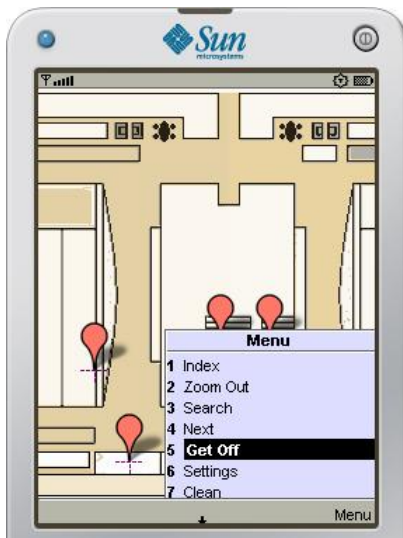 Sun
microsystems
Menu
1 Index
2 Zoom Out
3 Search
4 Next
5 Get Off
6 Settings
7 Clean
Menu